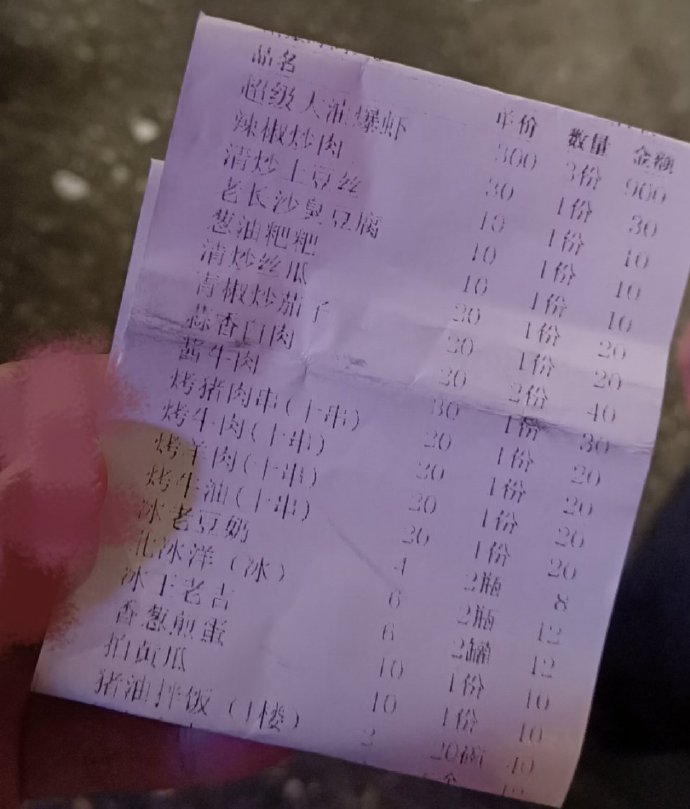 品名 单价 数量 金额
超级大油爆虾 300 3份 900
辣椒炒肉 30 1份 30
清炒土豆丝 10 1份 10
老长沙臭豆腐 10 1份 10
葱油粑粑 10 1份 10
清炒丝瓜 20 1份 20
青椒炒茄子 20 1份 20
蒜香白肉 20 2份 40
酱牛肉 30 1份 30
烤猪肉串(十串) 20 1份 20
烤牛肉(十串) 20 1份 20
烤羊肉(十串) 20 1份 20
烤牛油(十串) 20 1份 20
冰老豆奶 4 2瓶 8
北冰洋(冰) 6 2瓶 12
冰王老吉 6 2罐 12
香葱煎蛋 10 1份 10
拍黄瓜 10 1份 10
猪油拌饭(1楼) 2 20碗 40